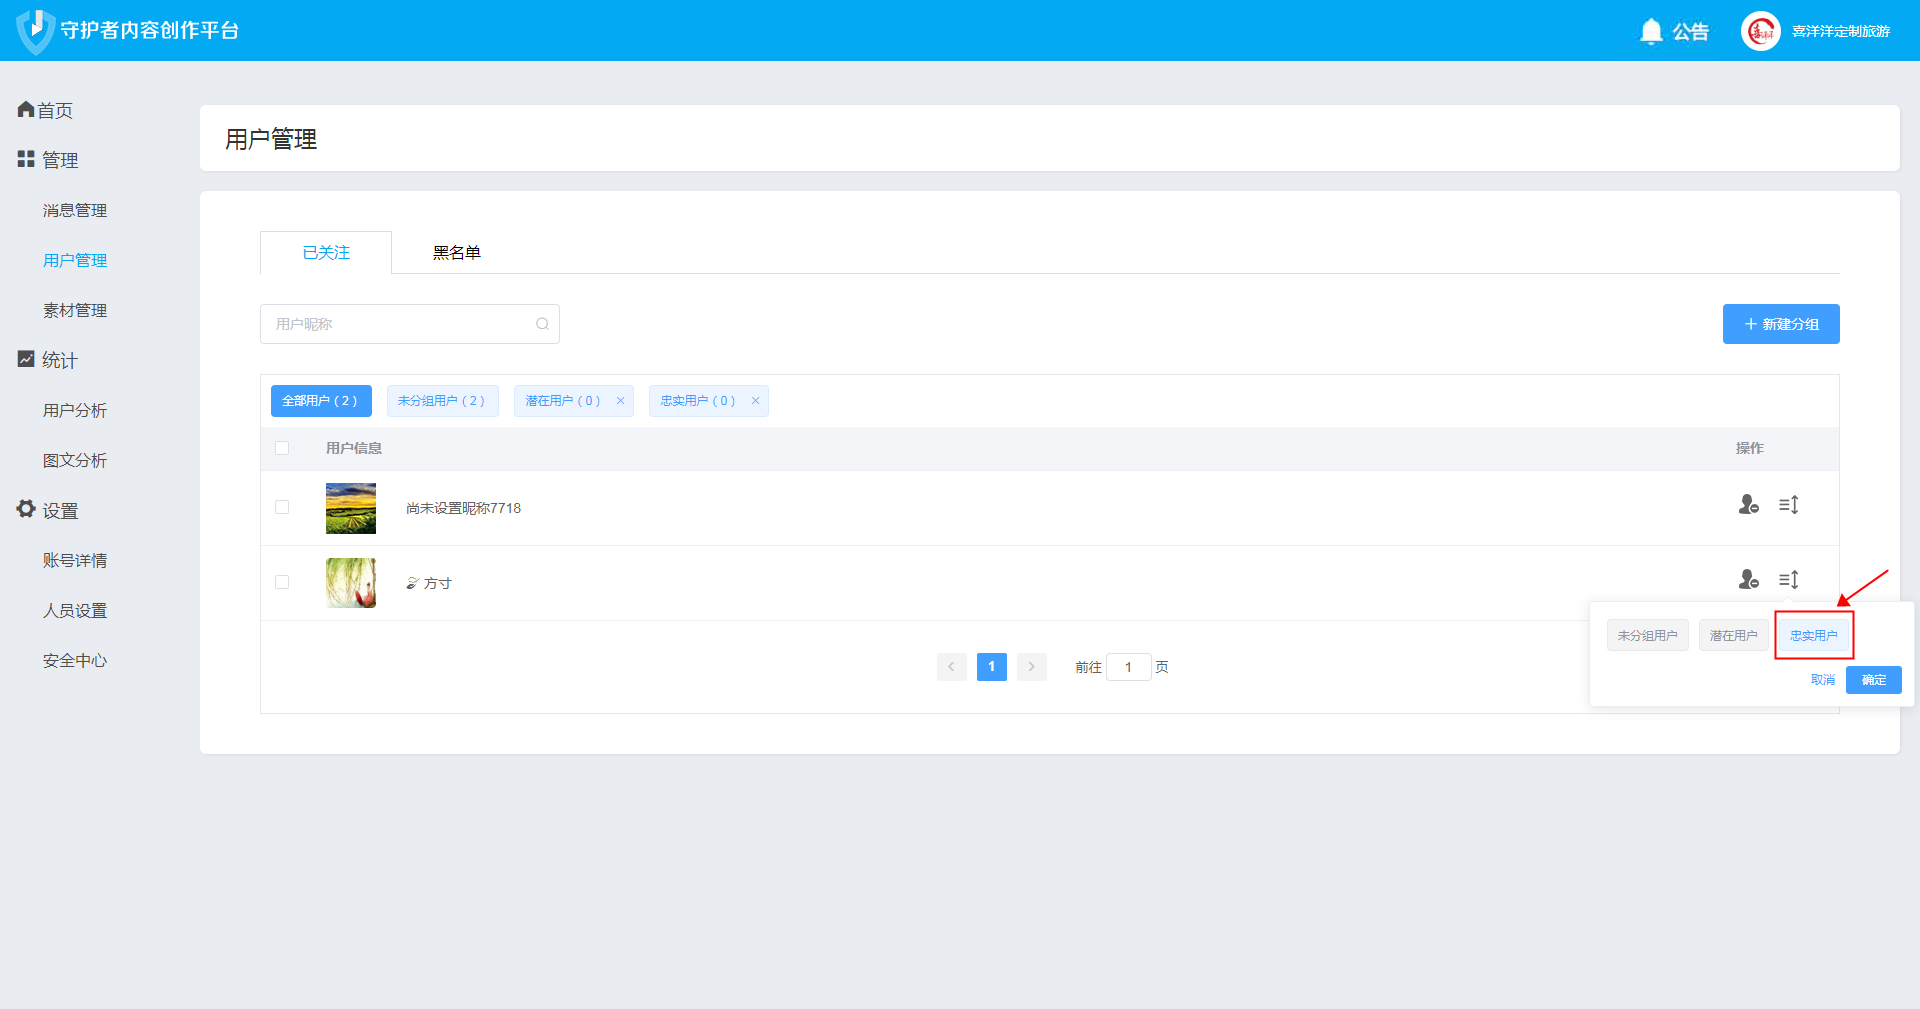 守护者内容创作平台
公告
喜洋洋定制旅游
首页
管理
消息管理
用户管理
素材管理
统计
用户分析
图文分析
设置
账号详情
人员设置
安全中心
用户管理
已关注
黑名单
用户昵称
+ 新建分组
全部用户 ( 2 )
未分组用户 ( 2 )
潜在用户 ( 0 ) ×
忠实用户 ( 0 ) ×
用户信息
操作
尚未设置昵称7718
方寸
未分组用户
潜在用户
忠实用户
取消
确定
< 1 > 前往 1 页